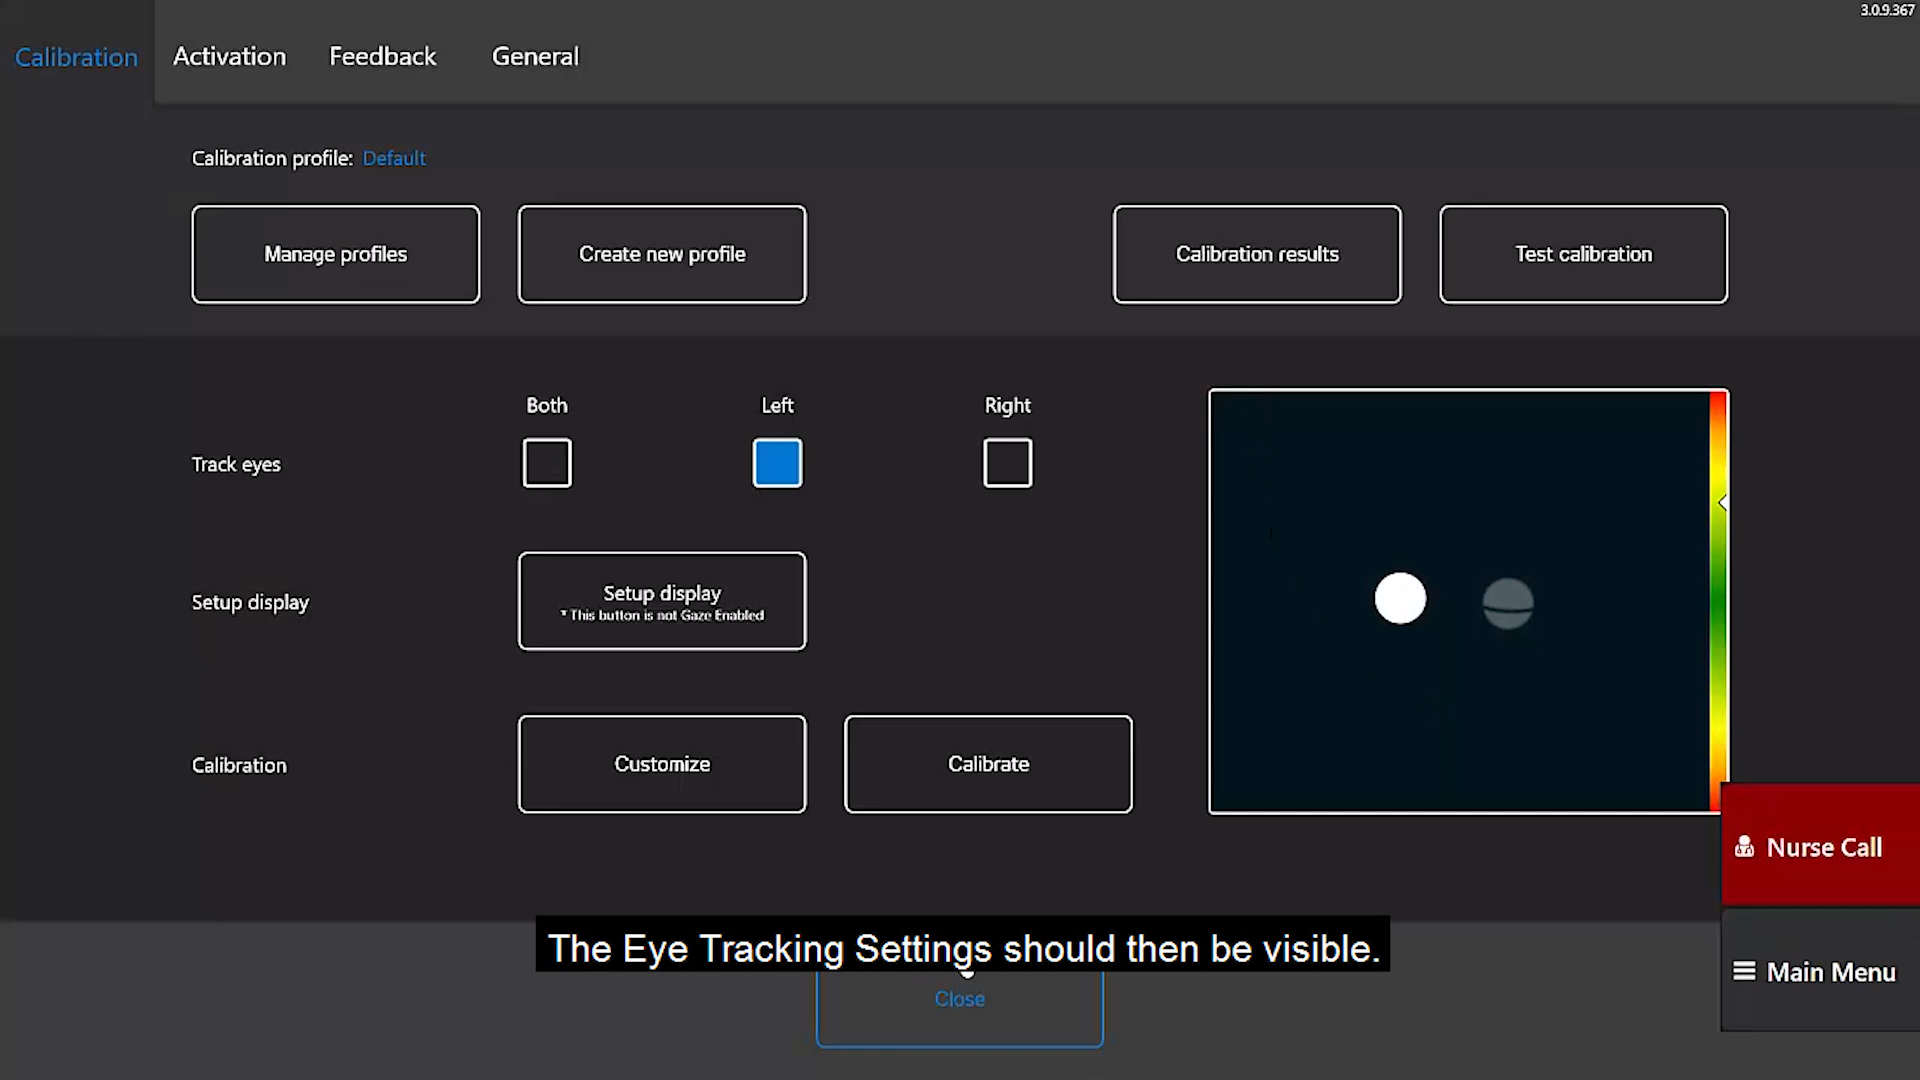 3.0.9.367
Calibration
Activation
Feedback
General
Calibration profile: Default
Manage profiles
Create new profile
Calibration results
Test calibration
Both
Left
Right
Track eyes
Setup display
Setup display
* This button is not Gaze Enabled
Calibration
Customize
Calibrate
Nurse Call
The Eye Tracking Settings should then be visible.
Main Menu
Close